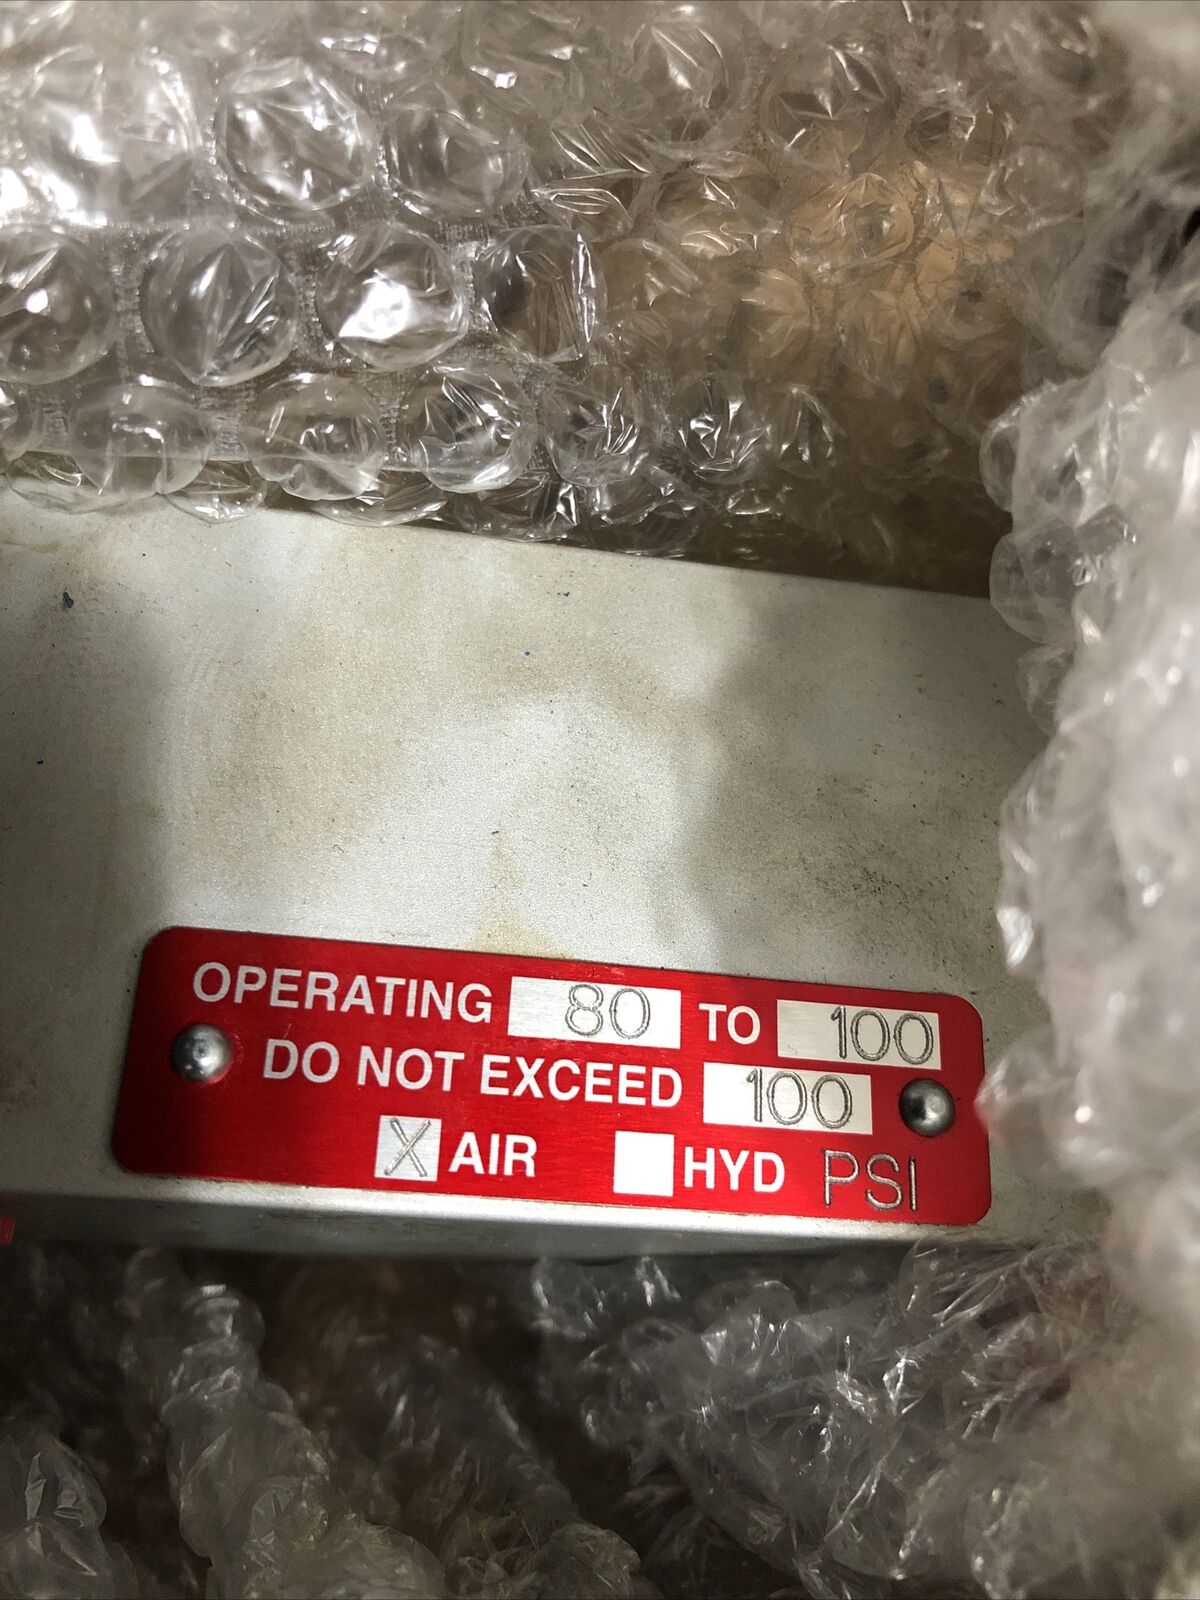 OPERATING 80 TO 100
DO NOT EXCEED 100
X AIR HYD PSI